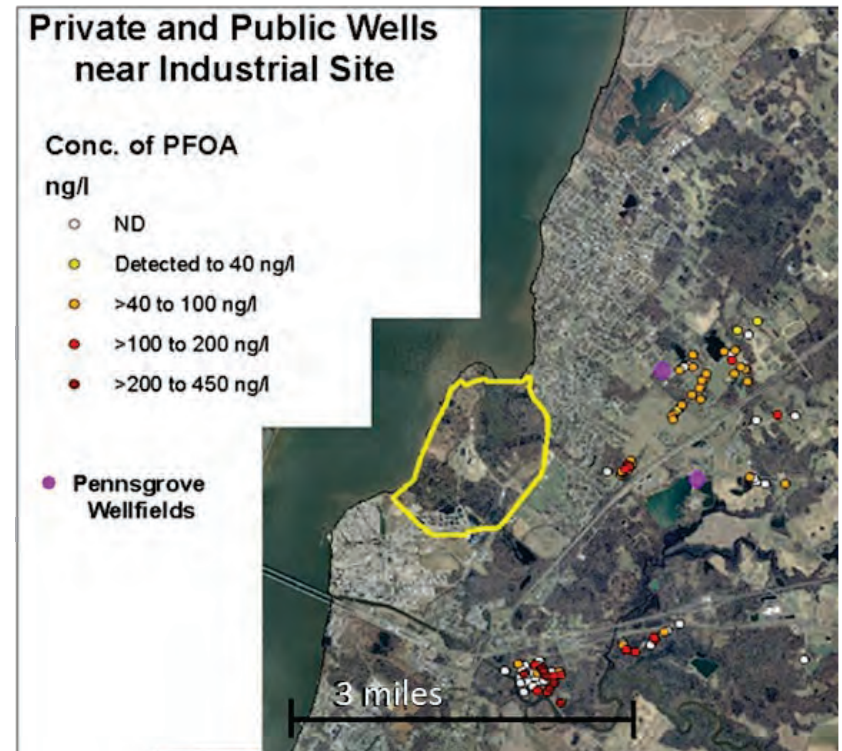 Private and Public Wells
near Industrial Site
Conc. of PFOA
ng/l
ND
Detected to 40 ng/l
>40 to 100 ng/l
>100 to 200 ng/l
>200 to 450 ng/l
Pennsgrove
Wellfields
3 miles